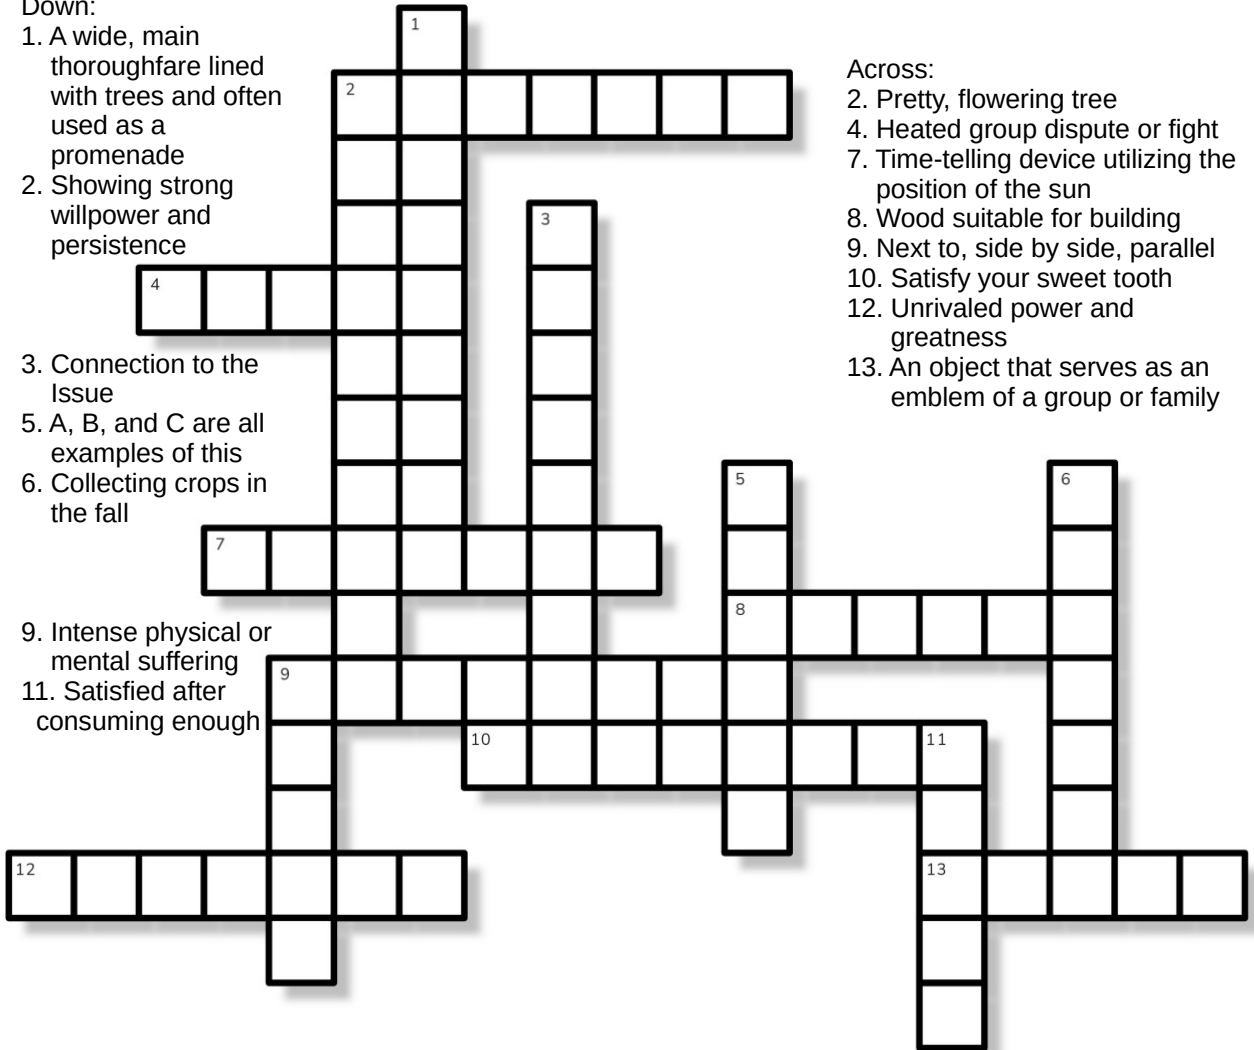 Down:
1. A wide, main
thoroughfare lined
with trees and often
used as a
promenade
2. Showing strong
willpower and
persistence
3. Connection to the
Issue
5. A, B, and C are all
examples of this
6. Collecting crops in
the fall
9. Intense physical or
mental suffering
11. Satisfied after
consuming enough
Across:
2. Pretty, flowering tree
4. Heated group dispute or fight
7. Time-telling device utilizing the
position of the sun
8. Wood suitable for building
9. Next to, side by side, parallel
10. Satisfy your sweet tooth
12. Unrivaled power and
greatness
13. An object that serves as an
emblem of a group or family
1
2
3
4
5
6
7
8
9
10
11
12
13